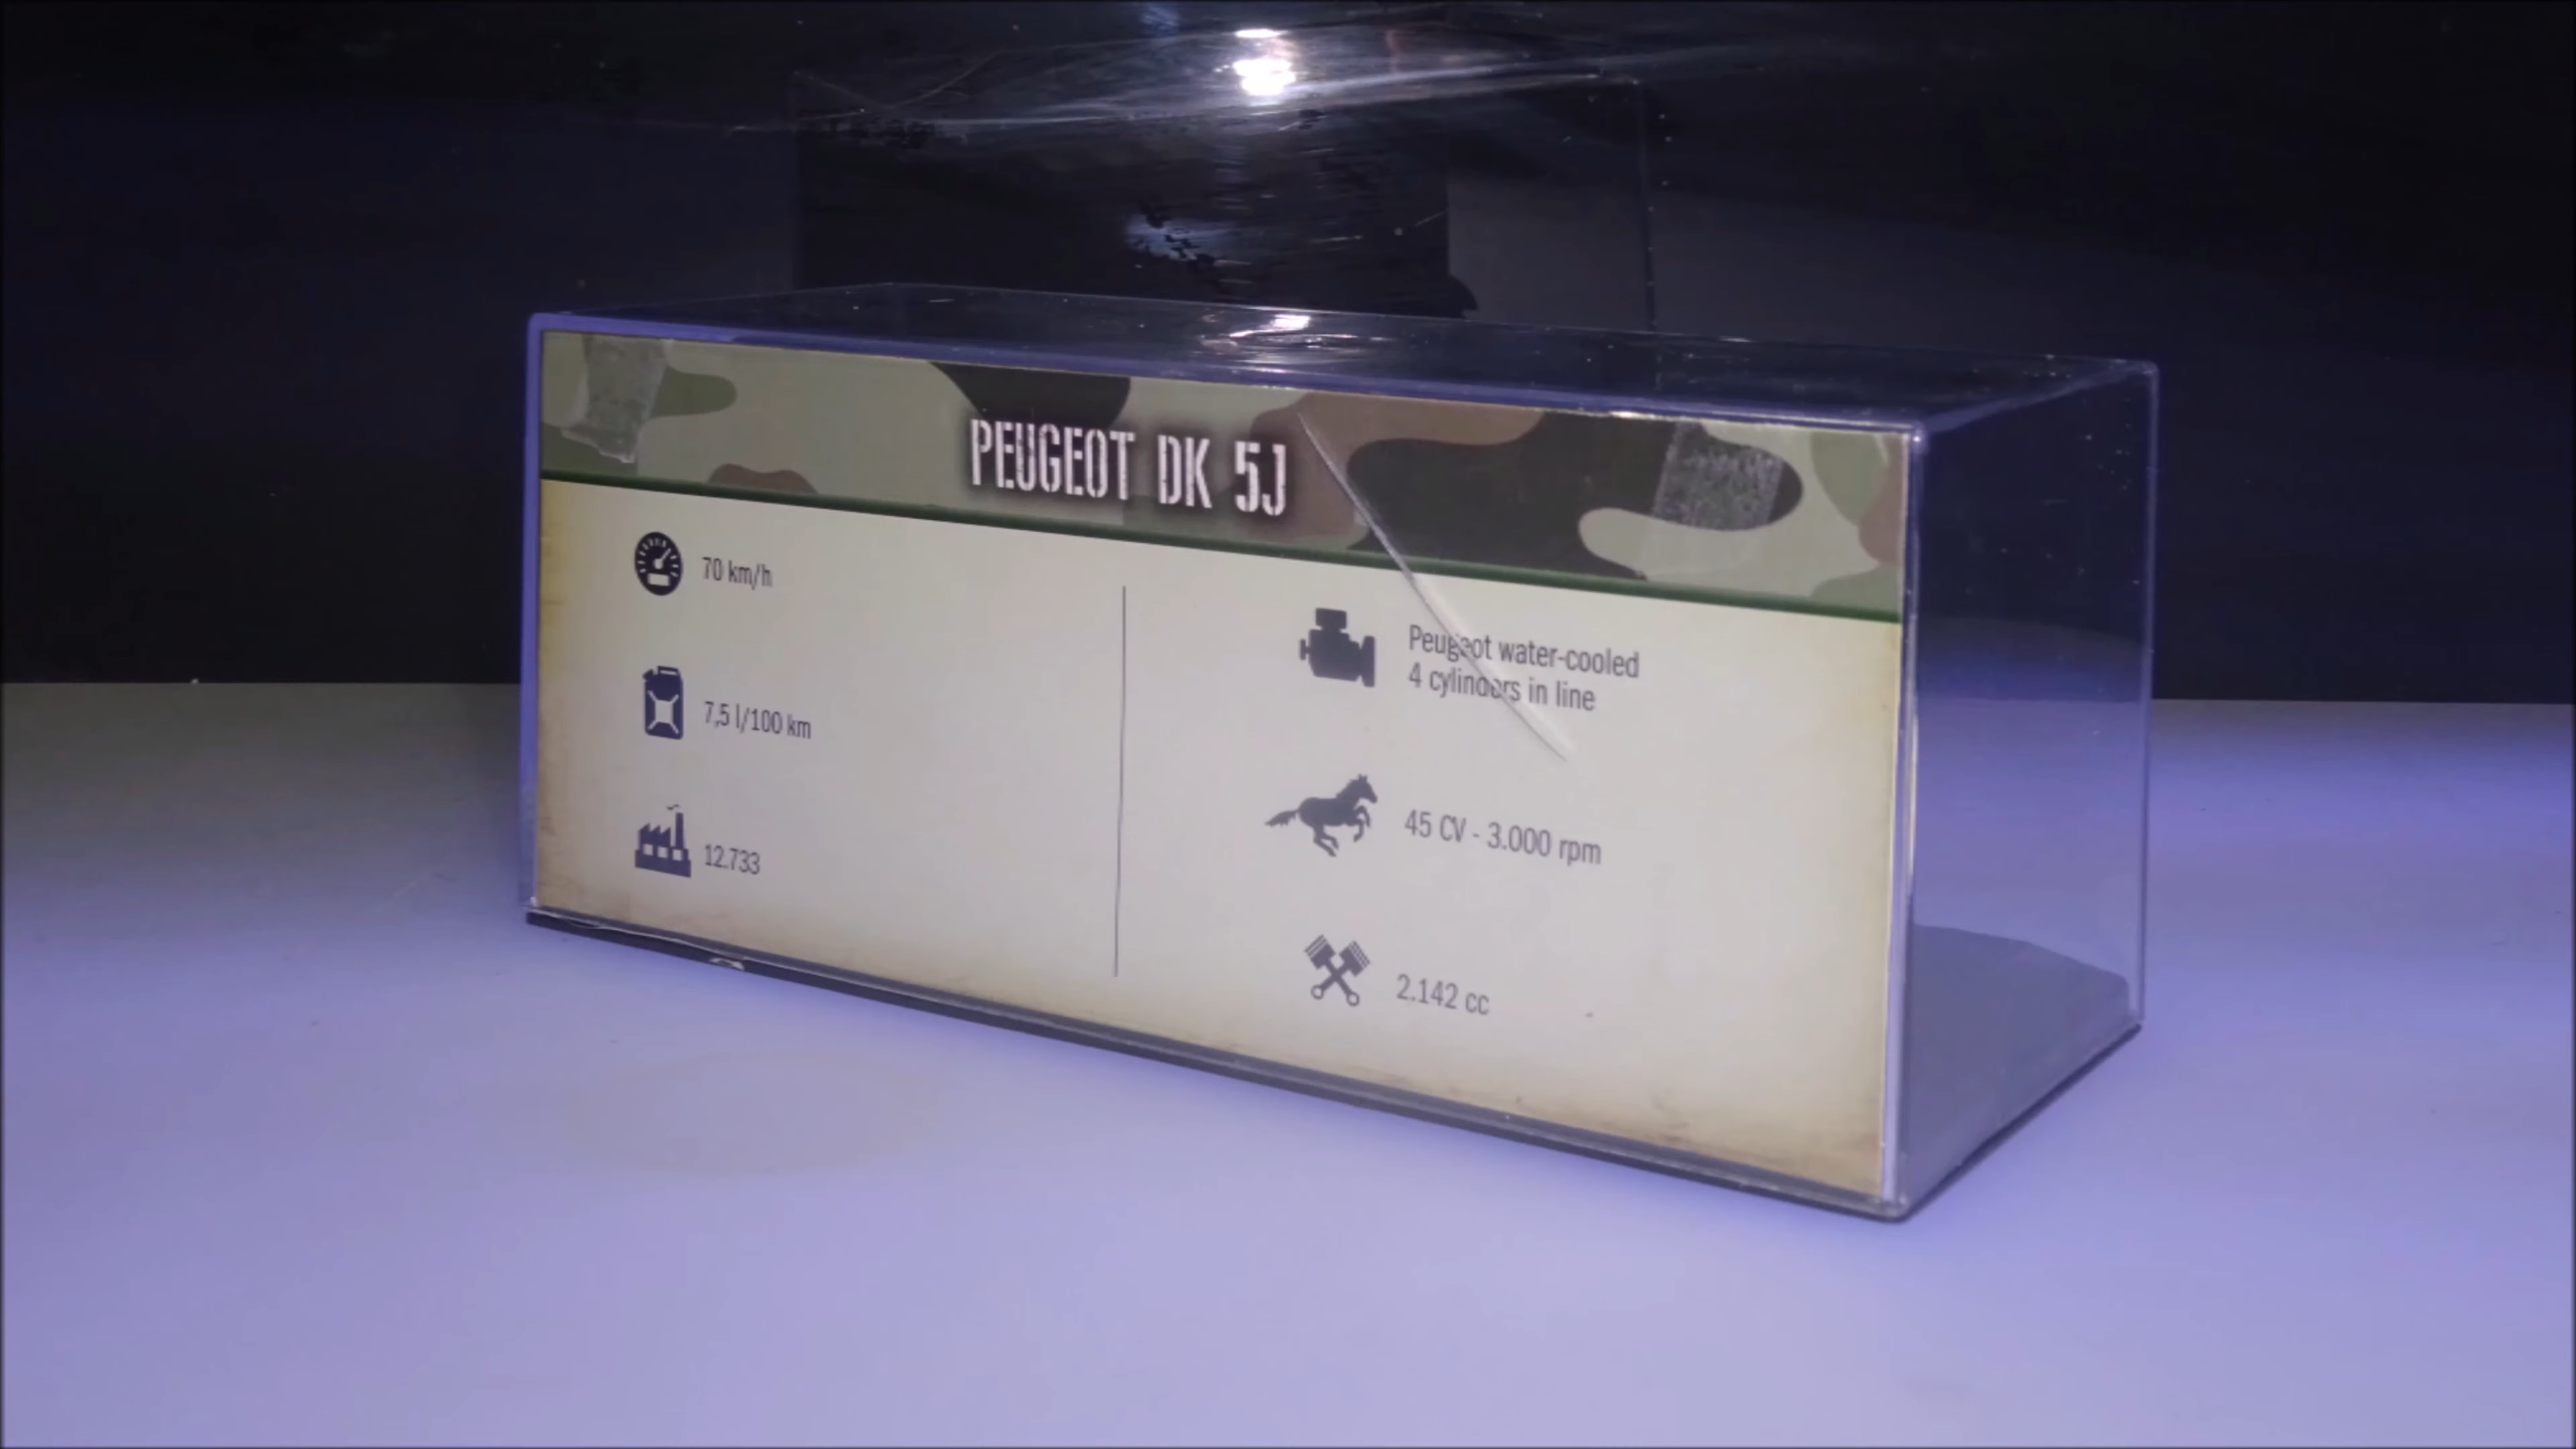 PEUGEOT DK 5J
70 km/h
7,5 l/100 km
12.733
Peugeot water-cooled
4 cylinders in line
45 CV - 3.000 rpm
2.142 cc